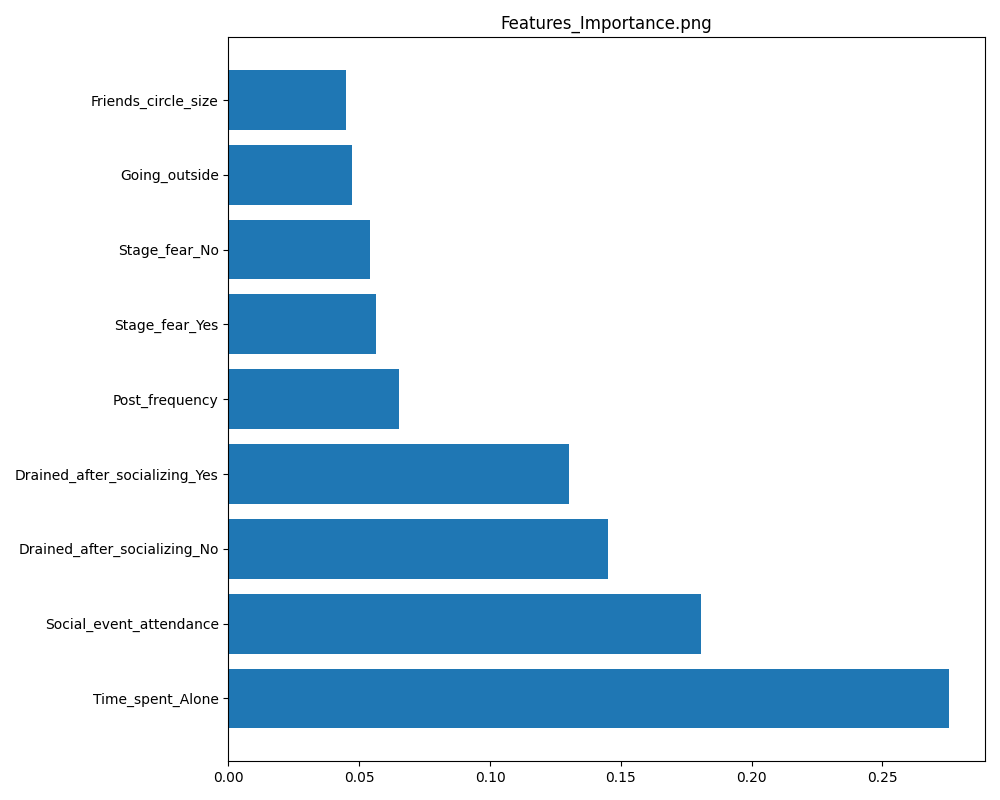 Features_Importance.png
Friends_circle_size
Going_outside
Stage_fear_No
Stage_fear_Yes
Post_frequency
Drained_after_socializing_Yes
Drained_after_socializing_No
Social_event_attendance
Time_spent_Alone
0.00 0.05 0.10 0.15 0.20 0.25